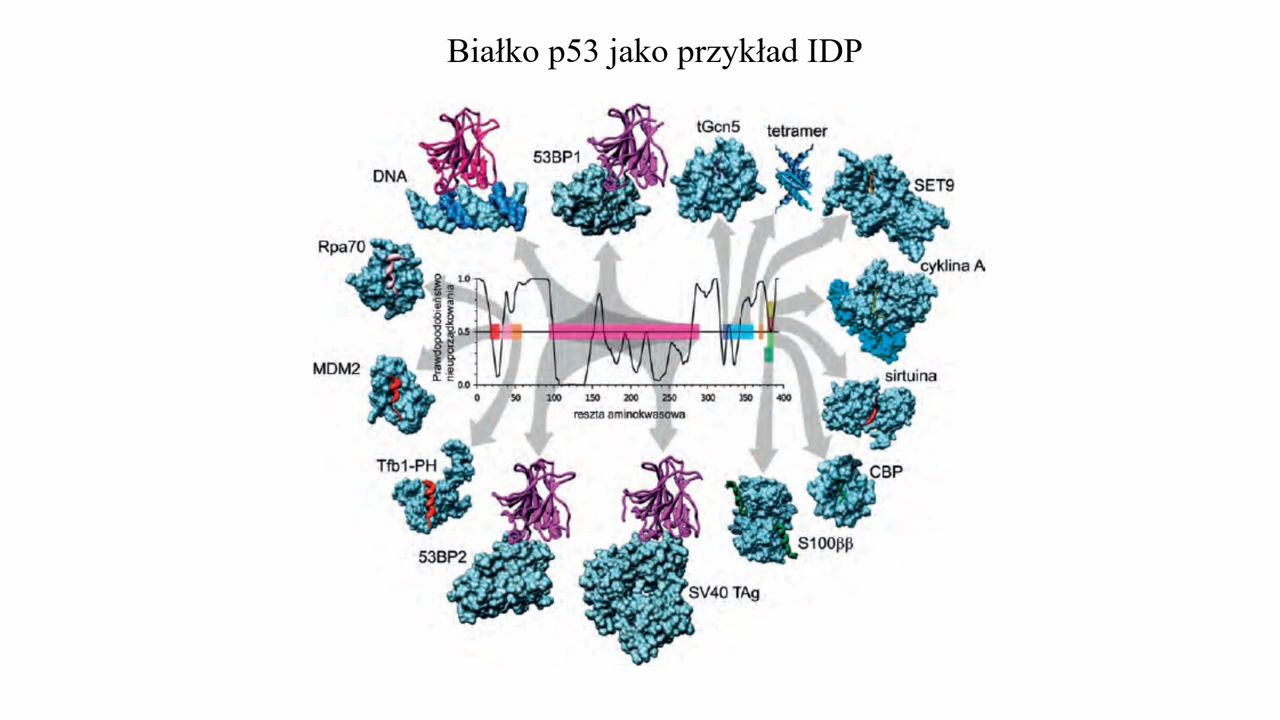 Białko p53 jako przykład IDP
tGcn5
tetramer
53BP1
DNA
SET9
Rpa70
cyklina A
Prawdopodobieństwo
nieuporządkowania
1.0
0.5
0.0
0 50 100 150 200 250 300 350 400
reszta aminokwasowa
MDM2
sirtuina
Tfb1-PH
CBP
S100ββ
53BP2
SV40 TAg